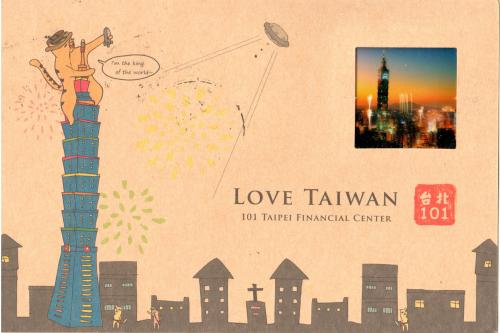 I'm the king
of the world~
LOVE TAIWAN
101 TAIPEI FINANCIAL CENTER
台北
101